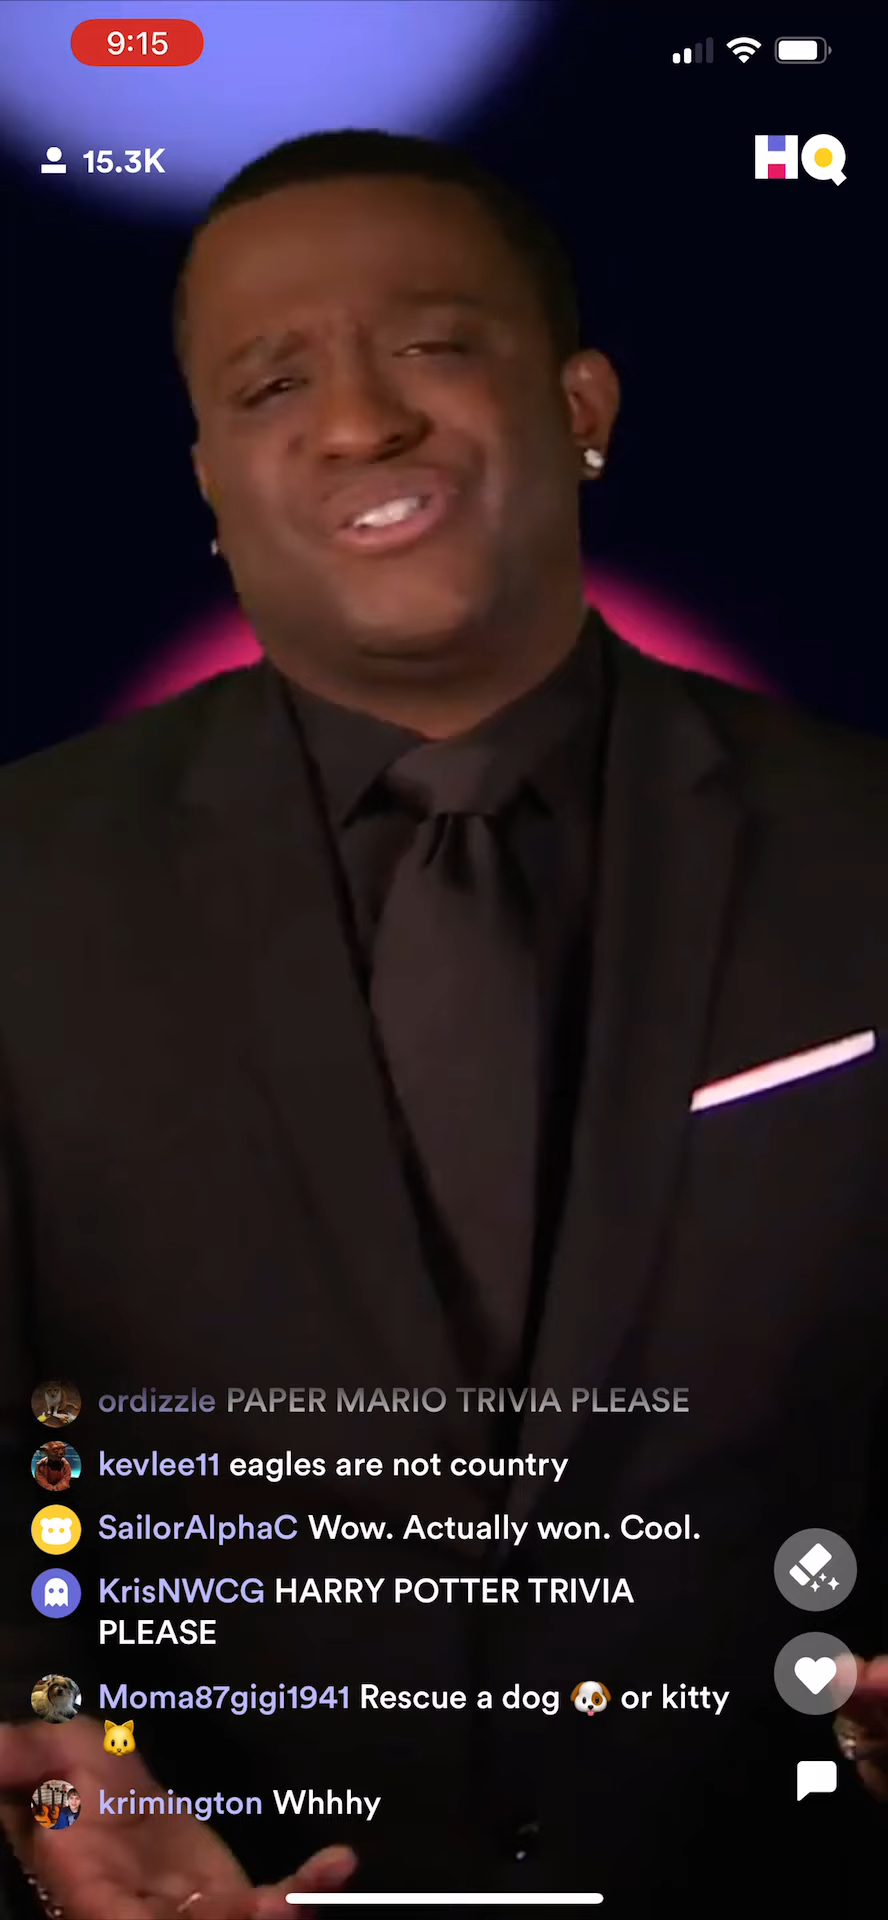 9:15
15.3K
HQ
ordizzle PAPER MARIO TRIVIA PLEASE
kevlee11 eagles are not country
SailorAlphaC Wow. Actually won. Cool.
KrisNWCG HARRY POTTER TRIVIA
PLEASE
Moma87gigi1941 Rescue a dog 🐶 or kitty
🐱
krimington Whhhy